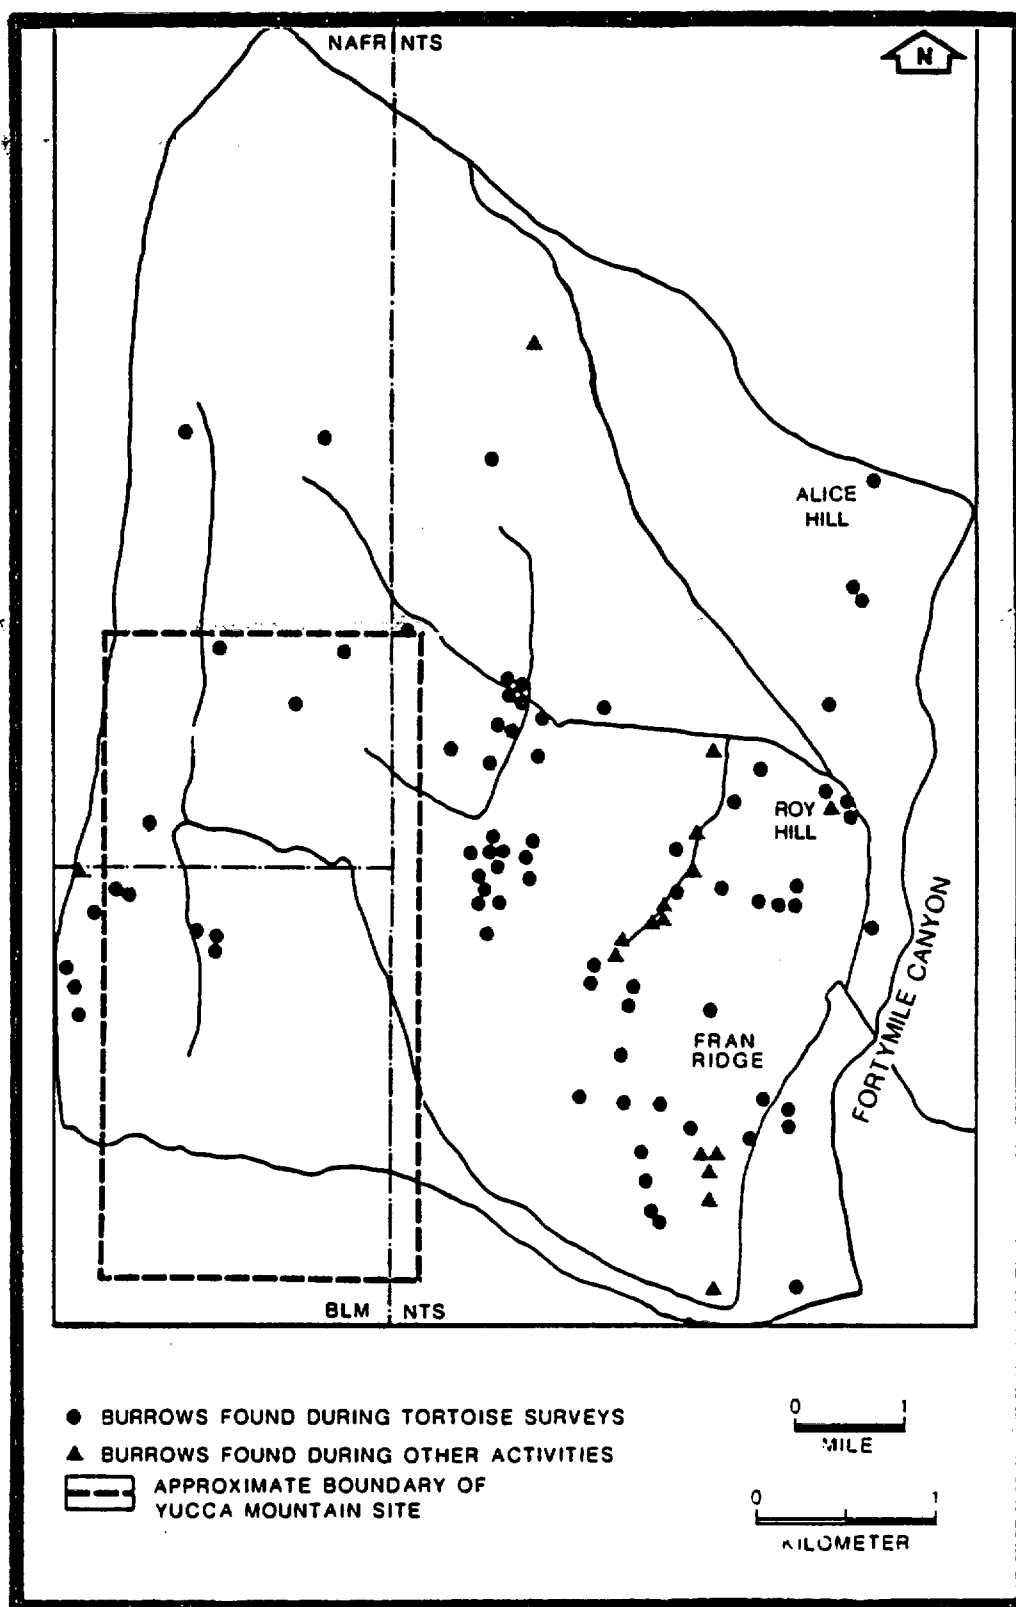 NAFR NTS
N
ALICE
HILL
ROY
HILL
FORTYMILE CANYON
FRAN
RIDGE
BLM NTS
BURROWS FOUND DURING TORTOISE SURVEYS
BURROWS FOUND DURING OTHER ACTIVITIES
APPROXIMATE BOUNDARY OF
YUCCA MOUNTAIN SITE
0 1
MILE
0 1
KILOMETER